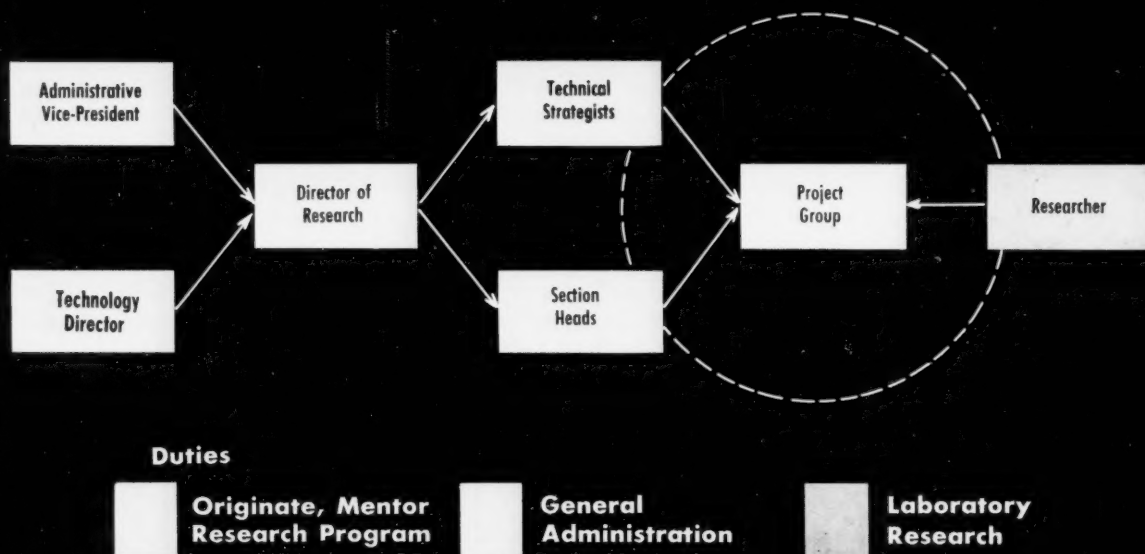 Administrative
Vice-President
Technology
Director
Director of
Research
Technical
Strategists
Section
Heads
Project
Group
Researcher
Duties
Originate, Mentor
Research Program
General
Administration
Laboratory
Research